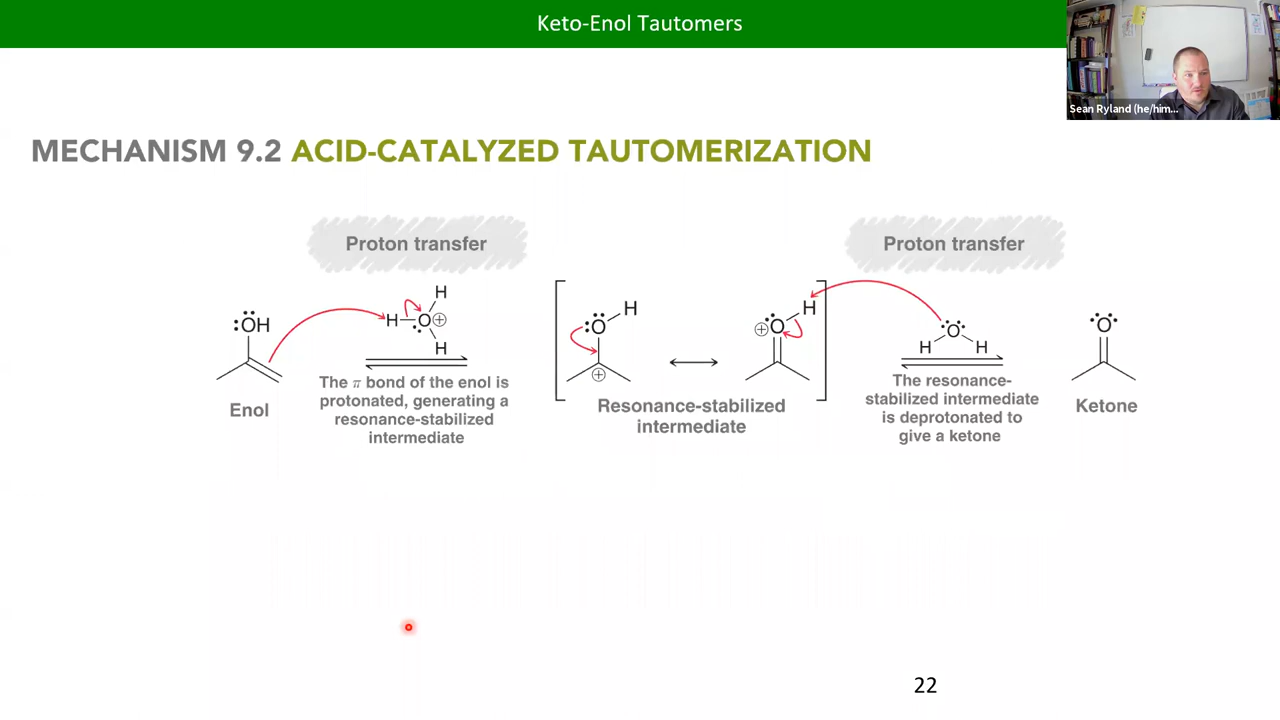 Keto-Enol Tautomers
Sean Ryland (he/him...
MECHANISM 9.2 ACID-CATALYZED TAUTOMERIZATION
Proton transfer
Proton transfer
:ÖH
H
H
O⊕
H
:O
H
⊕
⊕O
H
O
H
H
O
The π bond of the enol is
protonated, generating a
resonance-stabilized
intermediate
The resonance-
stabilized intermediate
is deprotonated to
give a ketone
Enol
Resonance-stabilized
intermediate
Ketone
22